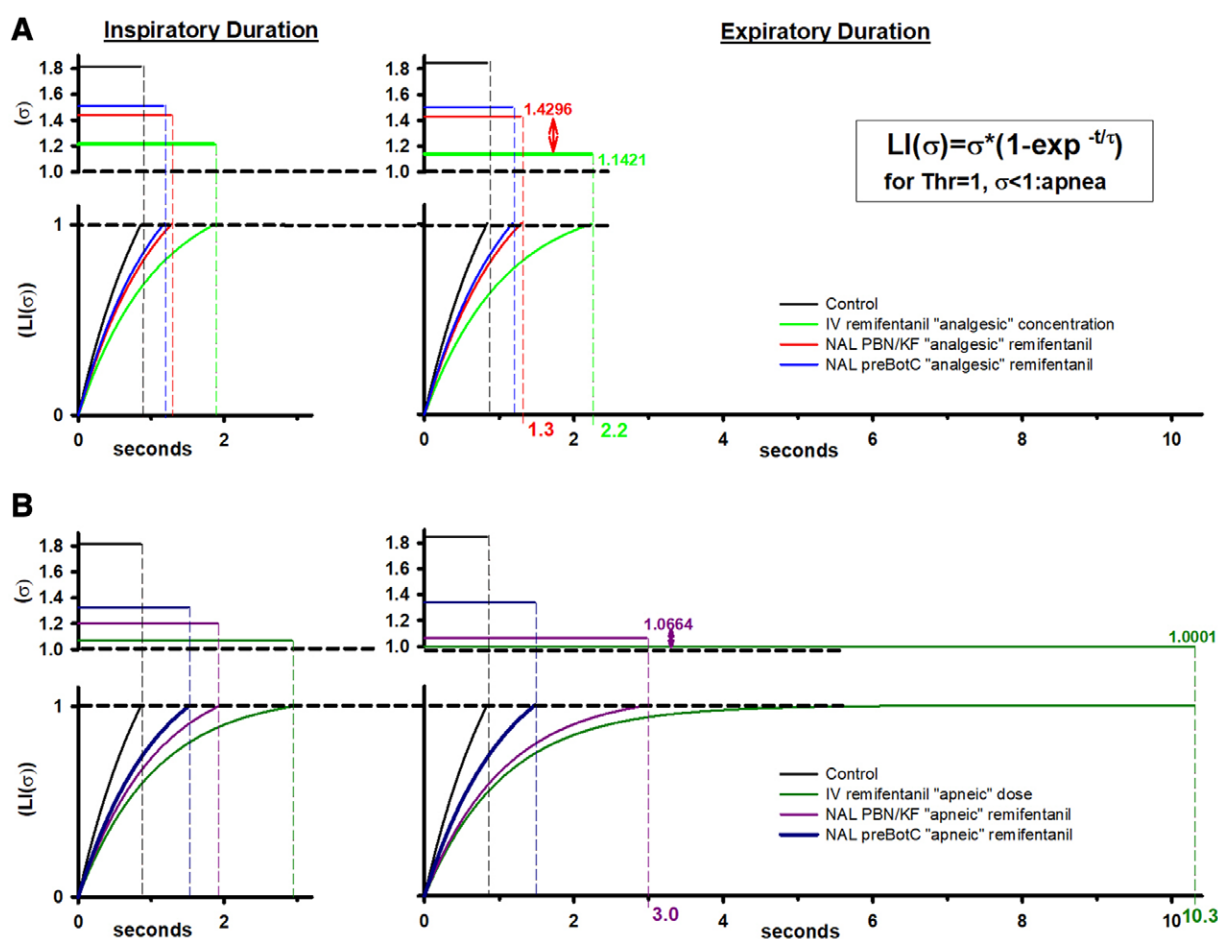 A
Inspiratory Duration
Expiratory Duration
(σ)
1.8
1.6
1.4
1.2
1.0
1.8
1.6
1.4
1.2
1.0
1.4296
1.1421
LI(σ)=σ*(1-exp -t/τ)
for Thr=1, σ<1:apnea
(LI(σ))
1
0
1
0
Control
IV remifentanil "analgesic" concentration
NAL PBN/KF "analgesic" remifentanil
NAL preBotC "analgesic" remifentanil
0 2
seconds
0 2 4 6 8 10
1.3 2.2
seconds
B
(σ)
1.8
1.6
1.4
1.2
1.0
1.8
1.6
1.4
1.2
1.0
1.0664
1.0001
(LI(σ))
1
0
1
0
Control
IV remifentanil "apneic" dose
NAL PBN/KF "apneic" remifentanil
NAL preBotC "apneic" remifentanil
0 2
seconds
0 2 4 6 8 10
3.0 10.3
seconds